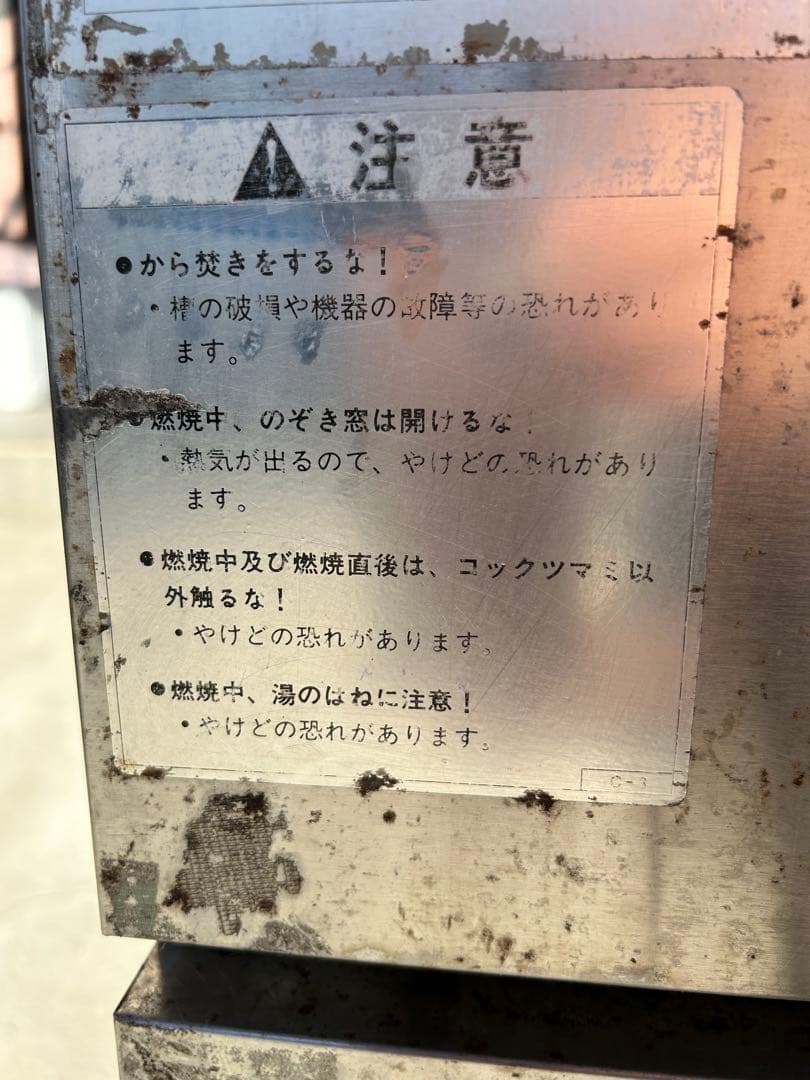 注意
●から焚きをするな！
・槽の破損や機器の故障等の恐れがあり
ます。
●燃焼中、のぞき窓は開けるな！
・熱気が出るので、やけどの恐れがあり
ます。
●燃焼中及び燃焼直後は、コックツマミ以
外触るな！
・やけどの恐れがあります。
●燃焼中、湯のはねに注意！
・やけどの恐れがあります。